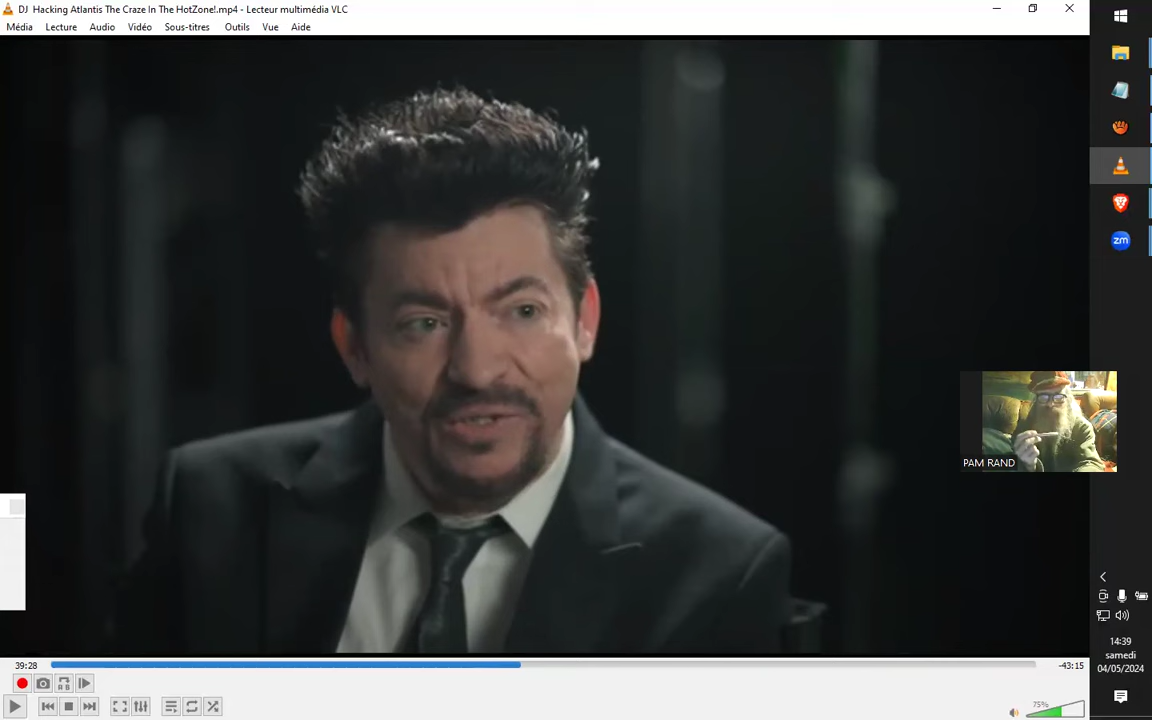 DJ  Hacking Atlantis The Craze In The HotZone!.mp4 - Lecteur multimédia VLC
Média Lecture Audio Vidéo Sous-titres Outils Vue Aide
zm
PAM RAND
14:39
samedi
04/05/2024
39:28
-43:15
A B
75%